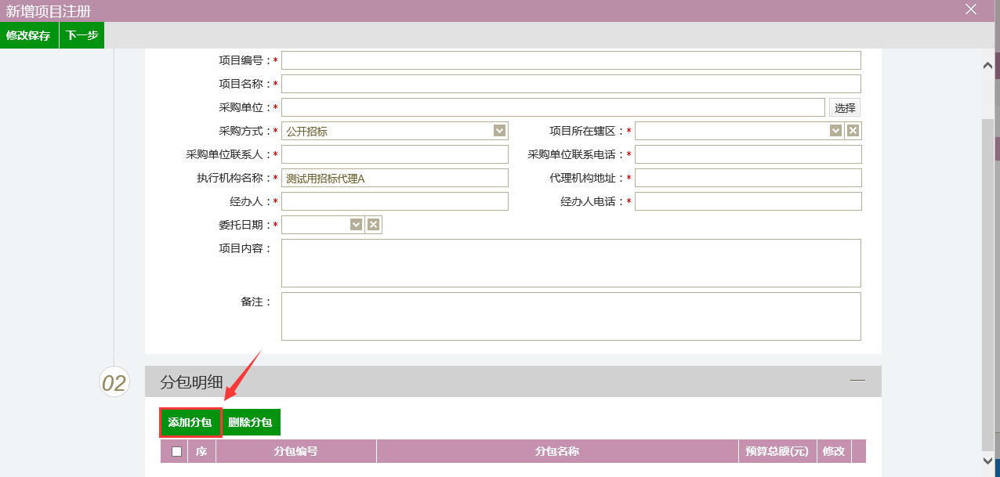 新增项目注册
修改保存 下一步
项目编号：*
项目名称：*
采购单位：* 选择
采购方式：* 公开招标 项目所在辖区：*
采购单位联系人：* 采购单位联系电话：*
执行机构名称：* 测试用招标代理A 代理机构地址：*
经办人：* 经办人电话：*
委托日期：*
项目内容：
备注：
02 分包明细
添加分包 删除分包
序 分包编号 分包名称 预算总额(元) 修改